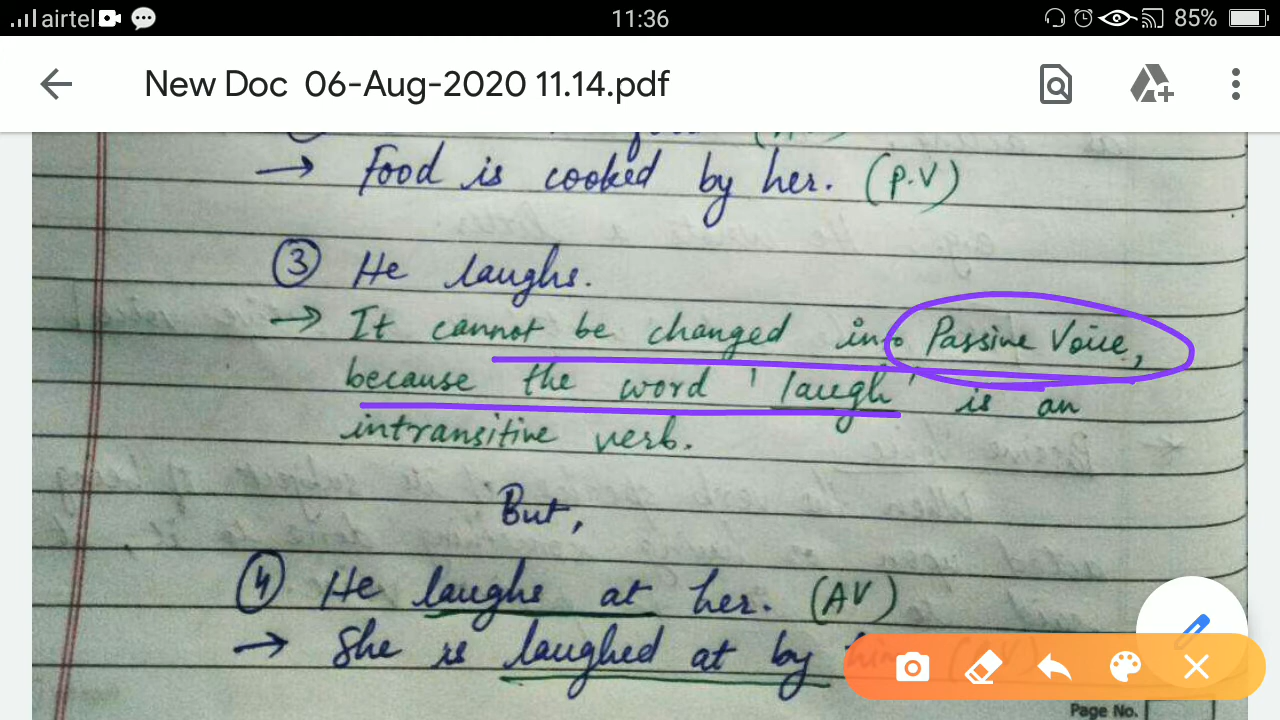 airtel 11:36 85%
New Doc 06-Aug-2020 11.14.pdf
→ Food is cooked by her. (P.V)
③ He laughs.
→ It cannot be changed into Passive Voice,
because the word 'laugh' is an
intransitive verb.
But,
④ He laughs at her. (AV)
→ She is laughed at by
Page No.